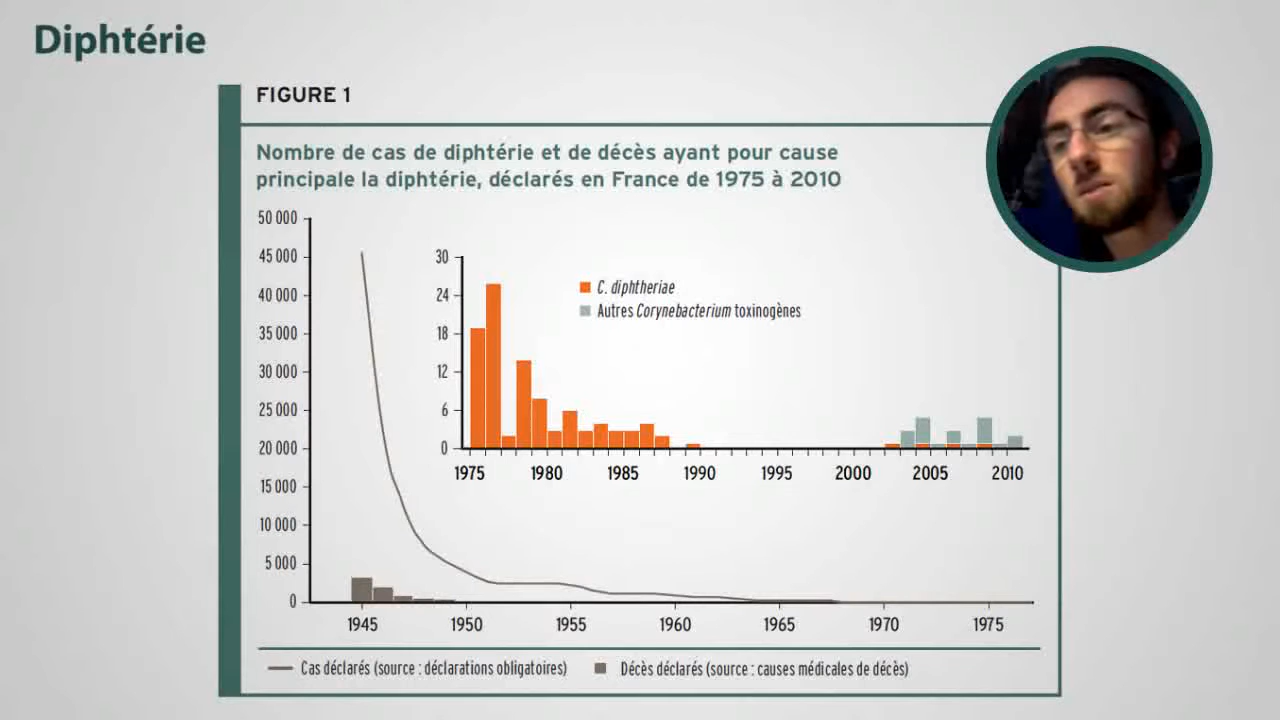 Diphtérie
FIGURE 1
Nombre de cas de diphtérie et de décès ayant pour cause
principale la diphtérie, déclarés en France de 1975 à 2010
50 000
45 000
40 000
35 000
30 000
25 000
20 000
15 000
10 000
5 000
0
30
24
18
12
6
0
C. diphtheriae
Autres Corynebacterium toxinogènes
1975 1980 1985 1990 1995 2000 2005 2010
1945 1950 1955 1960 1965 1970 1975
Cas déclarés (source : déclarations obligatoires) Décès déclarés (source : causes médicales de décès)